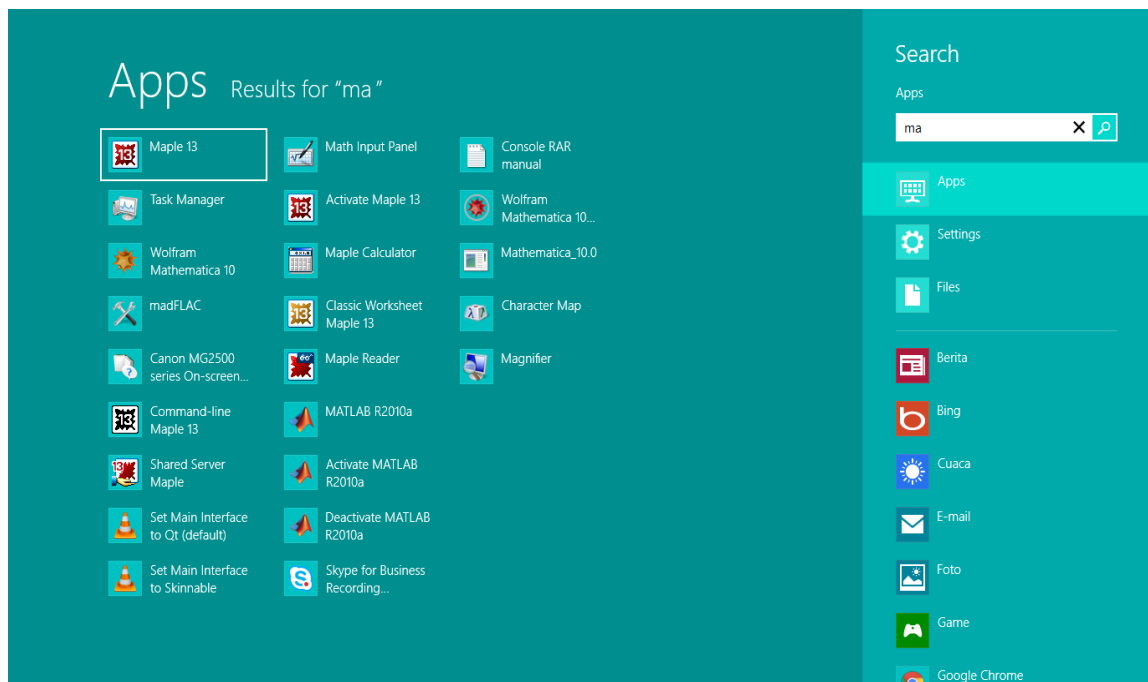 Apps Results for “ma”
Maple 13
Task Manager
Wolfram
Mathematica 10
madFLAC
Canon MG2500
series On-screen...
Command-line
Maple 13
Shared Server
Maple
Set Main Interface
to Qt (default)
Set Main Interface
to Skinnable
Math Input Panel
Activate Maple 13
Maple Calculator
Classic Worksheet
Maple 13
Maple Reader
MATLAB R2010a
Activate MATLAB
R2010a
Deactivate MATLAB
R2010a
Skype for Business
Recording...
Console RAR
manual
Wolfram
Mathematica 10...
Mathematica_10.0
Character Map
Magnifier
Search
Apps
ma
Apps
Settings
Files
Berita
Bing
Cuaca
E-mail
Foto
Game
Google Chrome